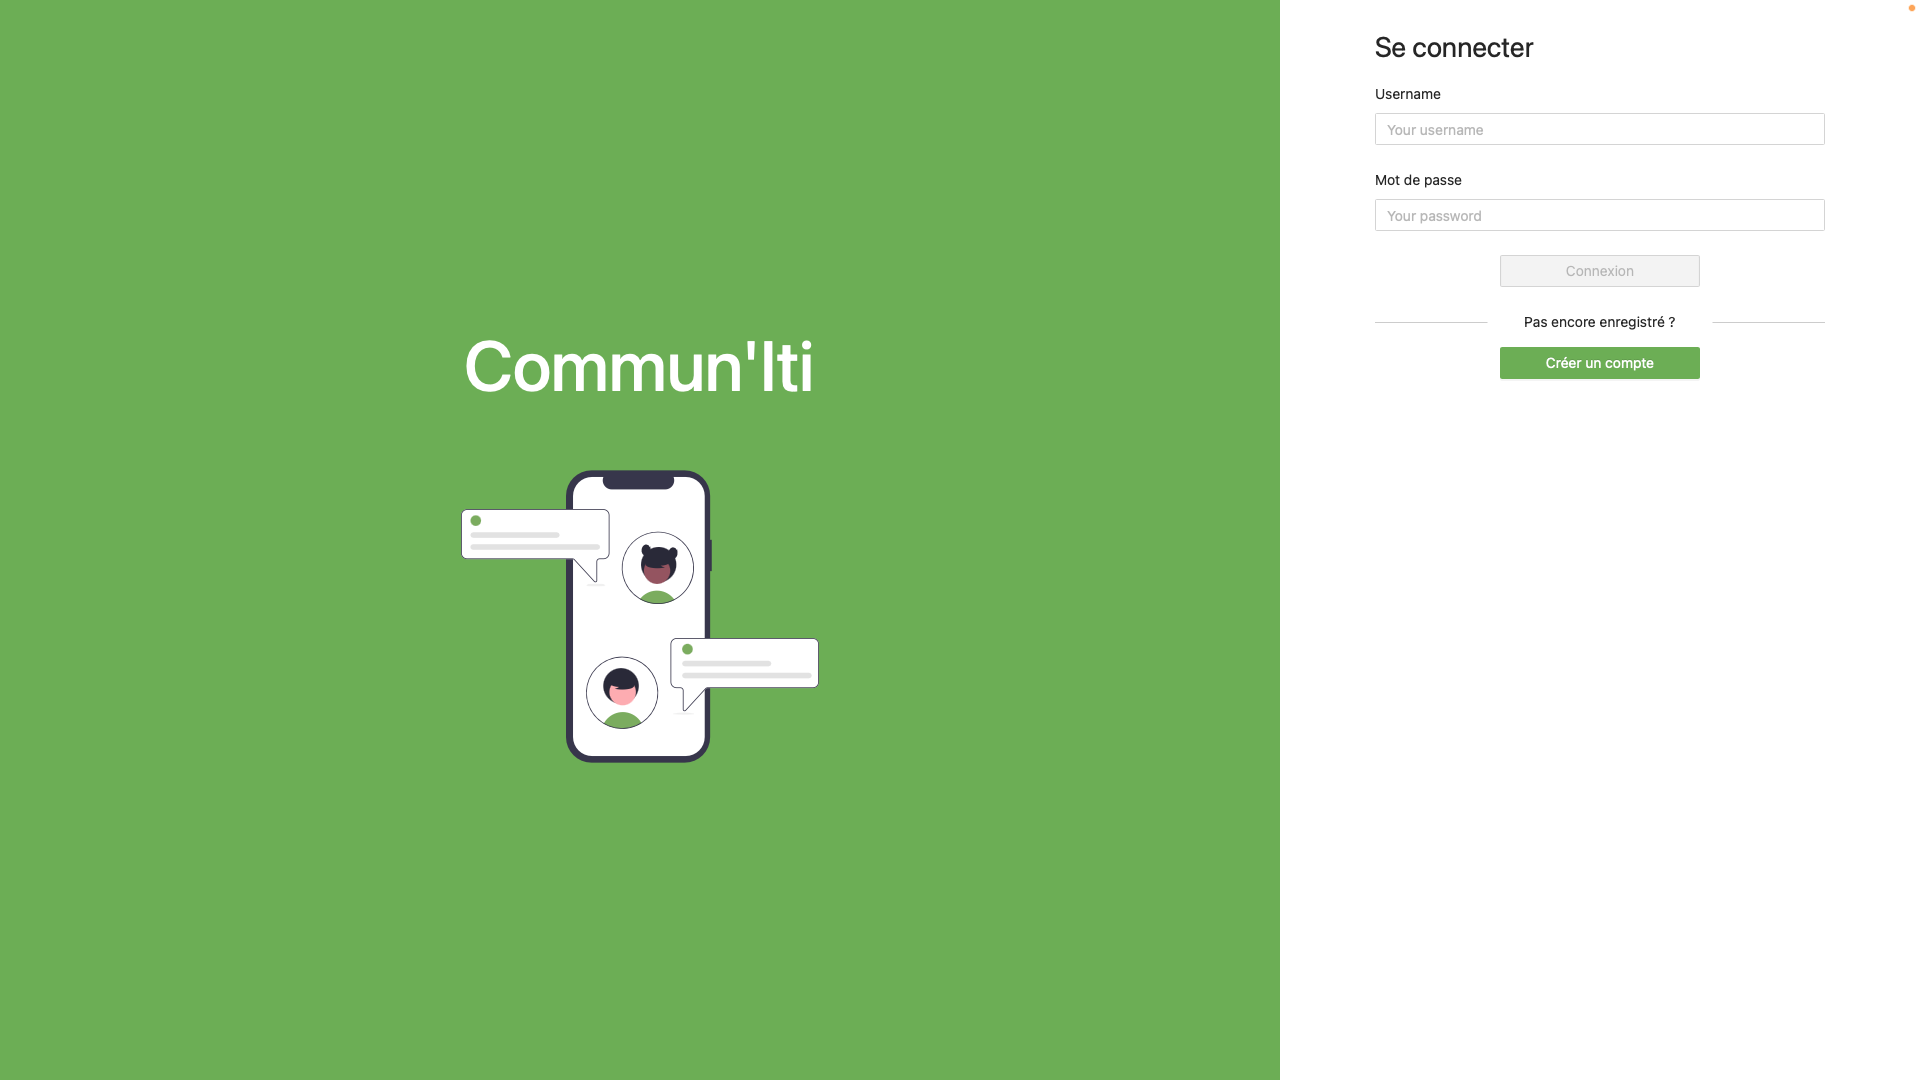 Commun'Iti
Se connecter
Username
Your username
Mot de passe
Your password
Connexion
Pas encore enregistré ?
Créer un compte